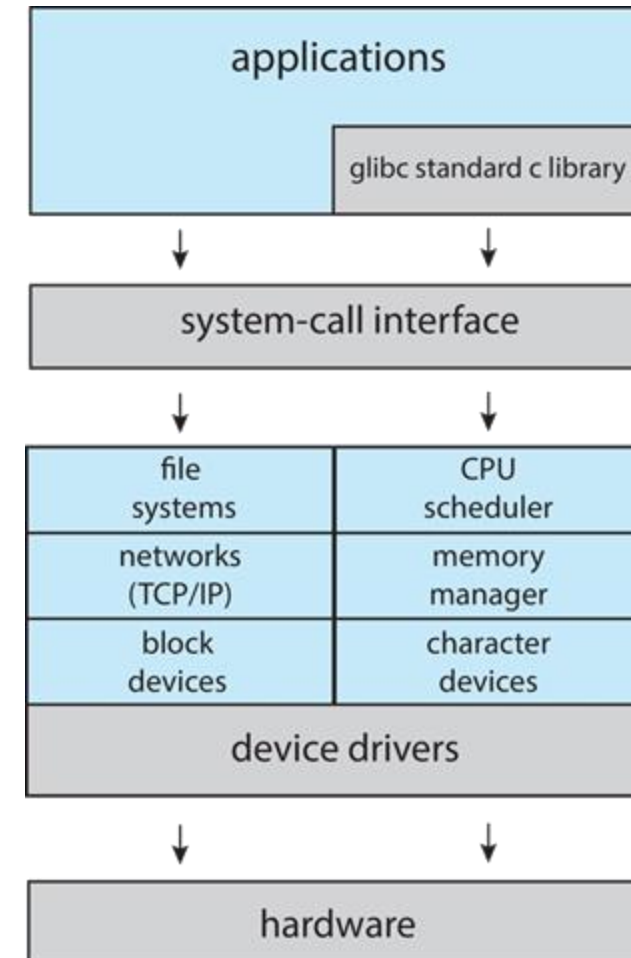 applications
glibc standard c library
system-call interface
file
systems
CPU
scheduler
networks
(TCP/IP)
memory
manager
block
devices
character
devices
device drivers
hardware